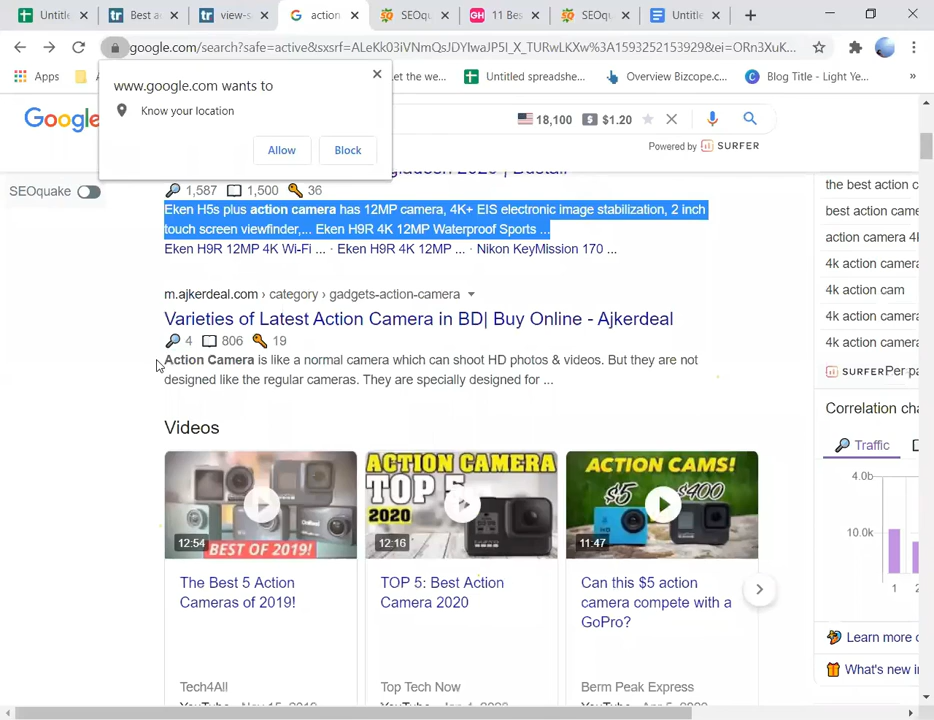 Untitle
Best a
view-s
action
SEOqu
11 Bes
SEOqu
Untitle
google.com/search?safe=active&sxsrf=ALeKk03iVNmQsJDYIwaJP5I_X_TURwLKXw%3A1593252153929&ei=ORn3XuK...
Apps
et the we...
Untitled spreadshe...
Overview Bizcope.c...
Blog Title - Light Ye...
»
www.google.com wants to
Know your location
Allow
Block
Google
18,100
$1.20
Powered by SURFER
SEOquake
1,587 1,500 36
Eken H5s plus action camera has 12MP camera, 4K+ EIS electronic image stabilization, 2 inch
touch screen viewfinder,... Eken H9R 4K 12MP Waterproof Sports ...
Eken H9R 12MP 4K Wi-Fi ... · Eken H9R 4K 12MP ... · Nikon KeyMission 170 ...
m.ajkerdeal.com › category › gadgets-action-camera
Varieties of Latest Action Camera in BD| Buy Online - Ajkerdeal
4 806 19
Action Camera is like a normal camera which can shoot HD photos & videos. But they are not
designed like the regular cameras. They are specially designed for ...
Videos
12:54
BEST OF 2019!
The Best 5 Action
Cameras of 2019!
Tech4All
ACTION CAMERA
TOP 5
2020
12:16
TOP 5: Best Action
Camera 2020
Top Tech Now
ACTION CAMS!
$5
$400
11:47
Can this $5 action
camera compete with a
GoPro?
Berm Peak Express
the best action c
best action came
action camera 4k
4k action camera
4k action cam
4k action camera
4k action camera
SURFER Per pa
Correlation cha
Traffic
4.0b
10.0k
1
2
Learn more c
What's new in